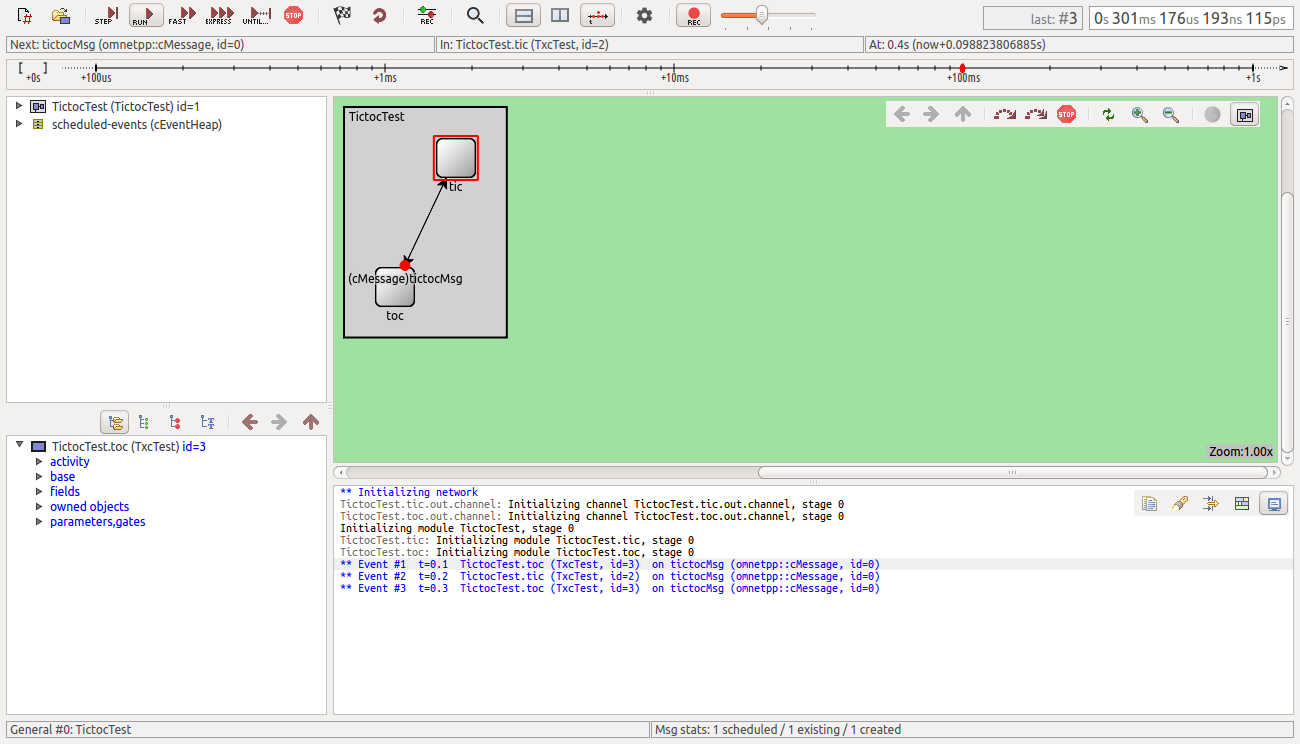 STEP RUN FAST EXPRESS UNTIL... STOP REC REC last: #3 0s 301ms 176us 193ns 115ps
Next: tictocMsg (omnetpp::cMessage, id=0) In: TictocTest.tic (TxcTest, id=2) At: 0.4s (now+0.098823806885s)
[ ] +0s +100us +1ms +10ms +100ms +1s
TictocTest (TictocTest) id=1
scheduled-events (cEventHeap)
TictocTest
STOP
tic
(cMessage)tictocMsg
toc
Zoom:1.00x
TictocTest.toc (TxcTest) id=3
activity
base
fields
owned objects
parameters,gates
** Initializing network
TictocTest.tic.out.channel: Initializing channel TictocTest.tic.out.channel, stage 0
TictocTest.toc.out.channel: Initializing channel TictocTest.toc.out.channel, stage 0
Initializing module TictocTest, stage 0
TictocTest.tic: Initializing module TictocTest.tic, stage 0
TictocTest.toc: Initializing module TictocTest.toc, stage 0
** Event #1 t=0.1 TictocTest.toc (TxcTest, id=3) on tictocMsg (omnetpp::cMessage, id=0)
** Event #2 t=0.2 TictocTest.tic (TxcTest, id=2) on tictocMsg (omnetpp::cMessage, id=0)
** Event #3 t=0.3 TictocTest.toc (TxcTest, id=3) on tictocMsg (omnetpp::cMessage, id=0)
General #0: TictocTest Msg stats: 1 scheduled / 1 existing / 1 created